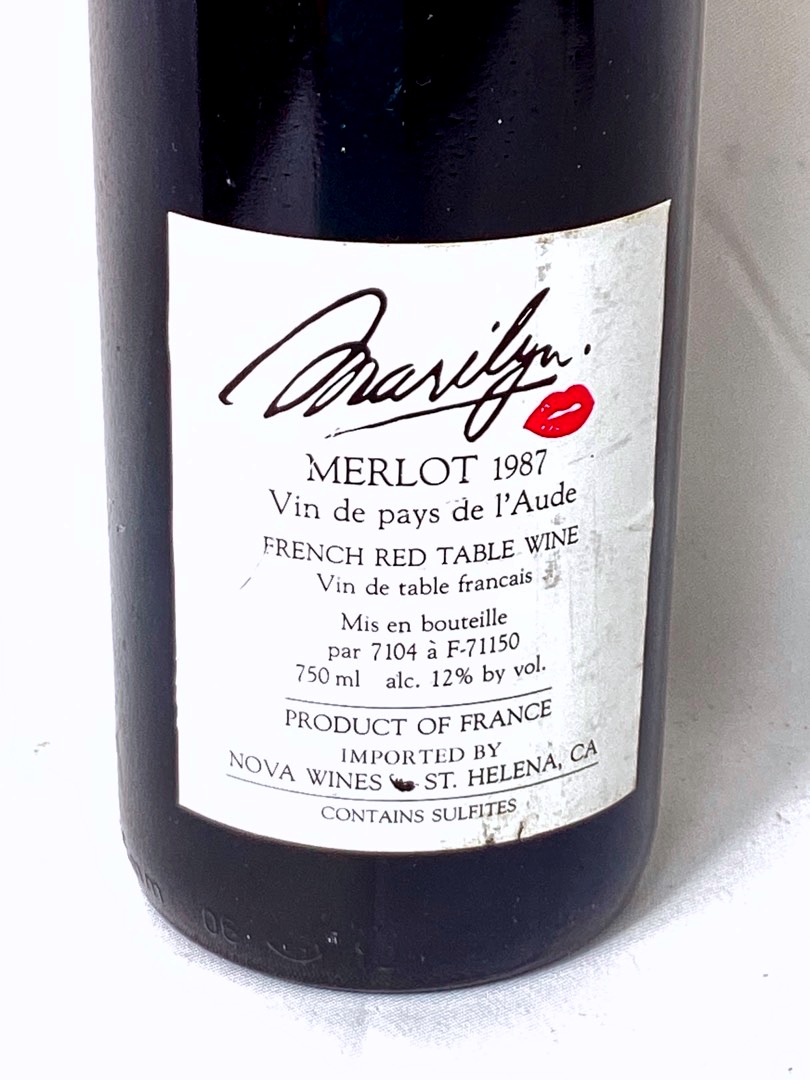 Marilyn.
MERLOT 1987
Vin de pays de l'Aude
FRENCH RED TABLE WINE
Vin de table francais
Mis en bouteille
par 7104 à F-71150
750 ml alc. 12% by vol.
PRODUCT OF FRANCE
IMPORTED BY
NOVA WINES ST. HELENA, CA
CONTAINS SULFITES